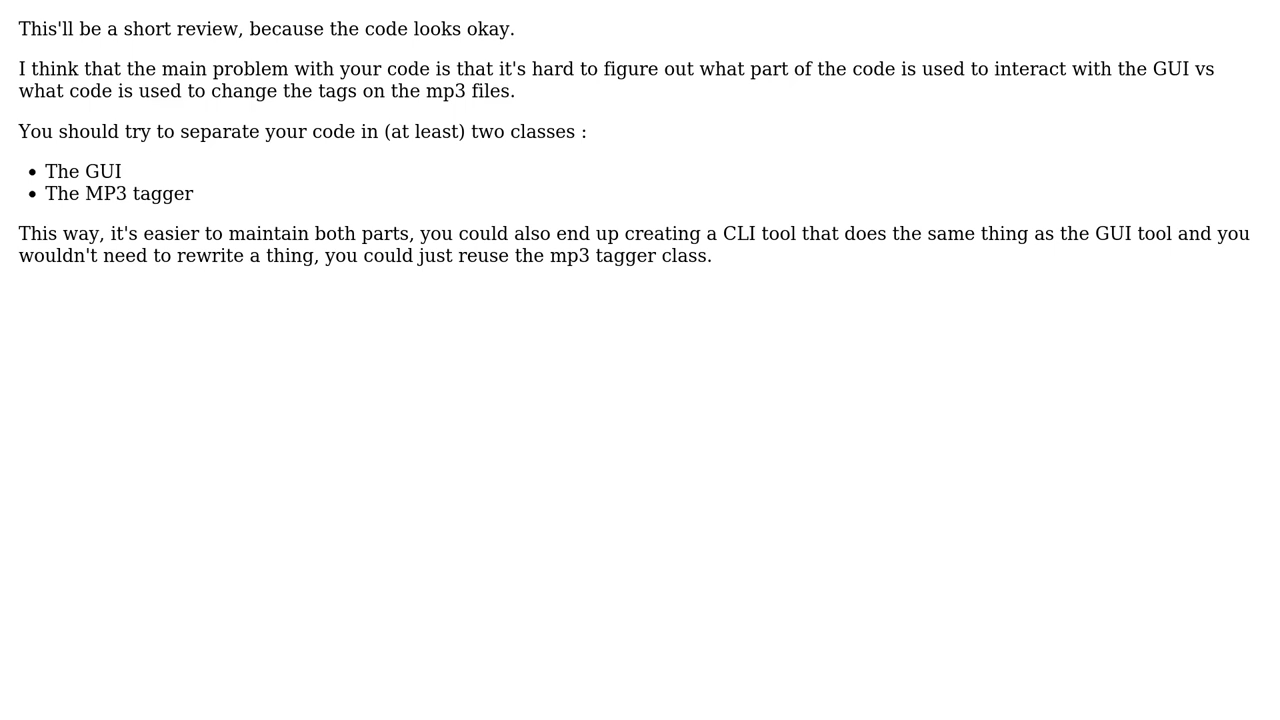 This'll be a short review, because the code looks okay.
I think that the main problem with your code is that it's hard to figure out what part of the code is used to interact with the GUI vs
what code is used to change the tags on the mp3 files.
You should try to separate your code in (at least) two classes :
• The GUI
• The MP3 tagger
This way, it's easier to maintain both parts, you could also end up creating a CLI tool that does the same thing as the GUI tool and you
wouldn't need to rewrite a thing, you could just reuse the mp3 tagger class.